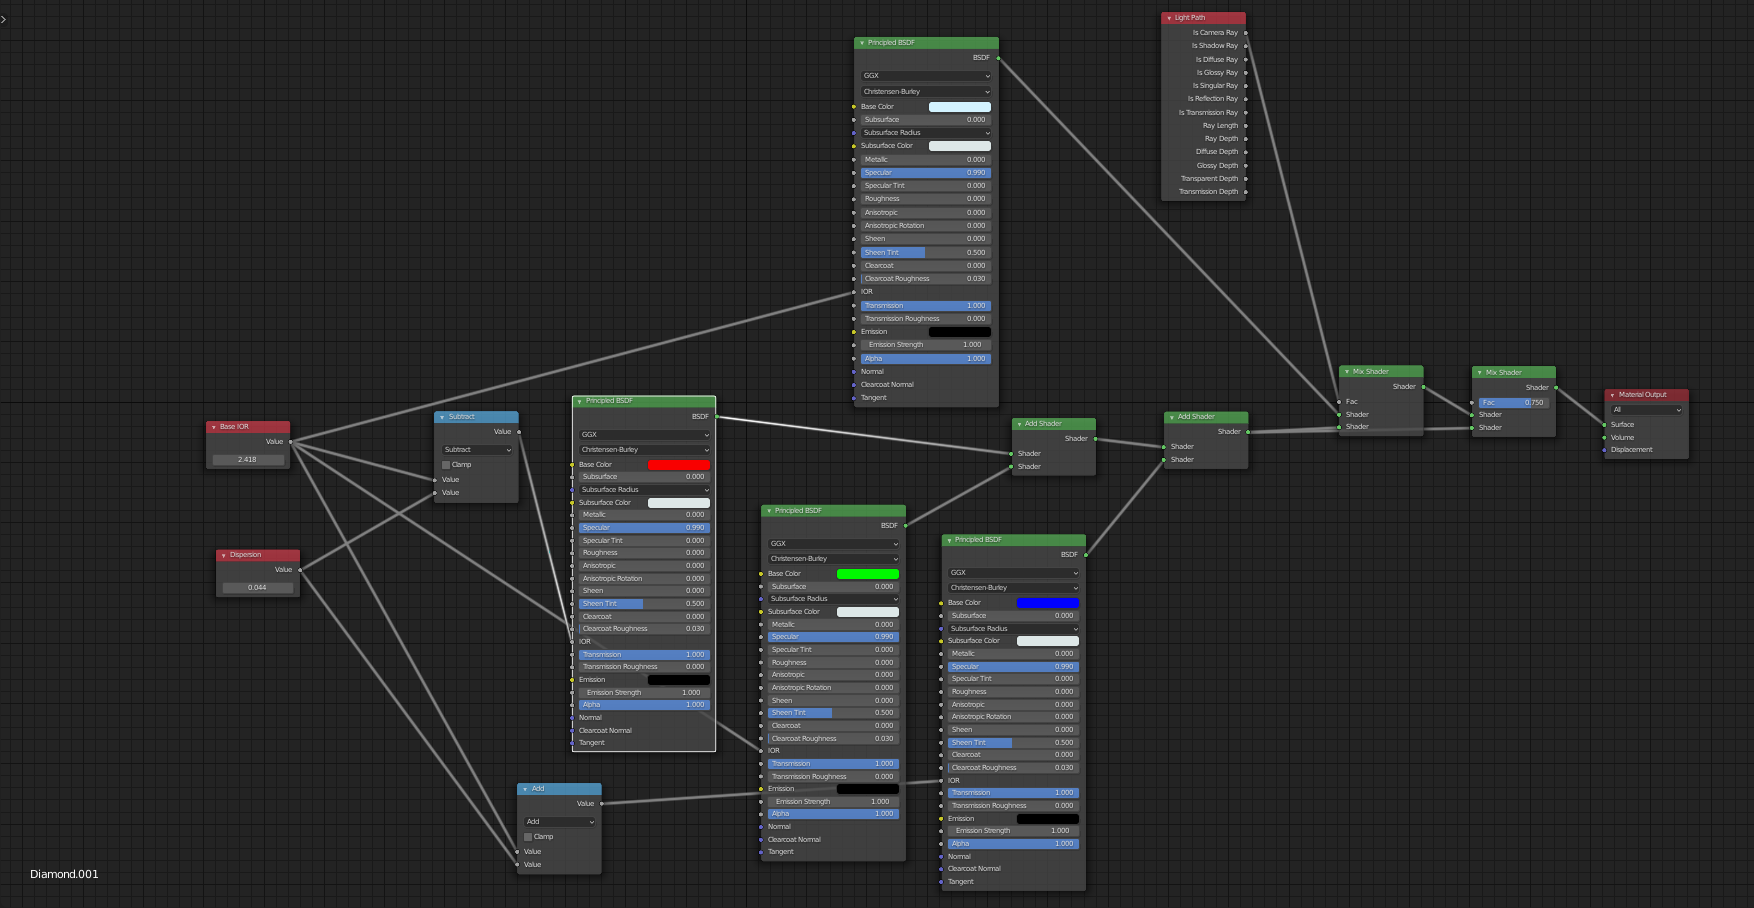 Light Path
Is Camera Ray
Is Shadow Ray
Is Diffuse Ray
Is Glossy Ray
Is Singular Ray
Is Reflection Ray
Is Transmission Ray
Ray Length
Ray Depth
Diffuse Depth
Glossy Depth
Transparent Depth
Transmission Depth
Principled BSDF
BSDF
GGX
Christensen-Burley
Base Color
Subsurface 0.000
Subsurface Radius
Subsurface Color
Metallic 0.000
Specular 0.990
Specular Tint 0.000
Roughness 0.000
Anisotropic 0.000
Anisotropic Rotation 0.000
Sheen 0.000
Sheen Tint 0.500
Clearcoat 0.000
Clearcoat Roughness 0.030
IOR
Transmission 1.000
Transmission Roughness 0.000
Emission
Emission Strength 1.000
Alpha 1.000
Normal
Clearcoat Normal
Tangent
Base IOR
Value
2.418
Dispersion
Value
0.044
Subtract
Value
Subtract
Clamp
Value
Value
Principled BSDF
BSDF
GGX
Christensen-Burley
Base Color
Subsurface 0.000
Subsurface Radius
Subsurface Color
Metallic 0.000
Specular 0.990
Specular Tint 0.000
Roughness 0.000
Anisotropic 0.000
Anisotropic Rotation 0.000
Sheen 0.000
Sheen Tint 0.500
Clearcoat 0.000
Clearcoat Roughness 0.030
IOR
Transmission 1.000
Transmission Roughness 0.000
Emission
Emission Strength 1.000
Alpha 1.000
Normal
Clearcoat Normal
Tangent
Add
Value
Add
Clamp
Value
Value
Principled BSDF
BSDF
GGX
Christensen-Burley
Base Color
Subsurface 0.000
Subsurface Radius
Subsurface Color
Metallic 0.000
Specular 0.990
Specular Tint 0.000
Roughness 0.000
Anisotropic 0.000
Anisotropic Rotation 0.000
Sheen 0.000
Sheen Tint 0.500
Clearcoat 0.000
Clearcoat Roughness 0.030
IOR
Transmission 1.000
Transmission Roughness 0.000
Emission
Emission Strength 1.000
Alpha 1.000
Normal
Clearcoat Normal
Tangent
Principled BSDF
BSDF
GGX
Christensen-Burley
Base Color
Subsurface 0.000
Subsurface Radius
Subsurface Color
Metallic 0.000
Specular 0.990
Specular Tint 0.000
Roughness 0.000
Anisotropic 0.000
Anisotropic Rotation 0.000
Sheen 0.000
Sheen Tint 0.500
Clearcoat 0.000
Clearcoat Roughness 0.030
IOR
Transmission 1.000
Transmission Roughness 0.000
Emission
Emission Strength 1.000
Alpha 1.000
Normal
Clearcoat Normal
Tangent
Add Shader
Shader
Shader
Shader
Add Shader
Shader
Shader
Shader
Mix Shader
Shader
Fac
Shader
Shader
Mix Shader
Shader
Fac 0.750
Shader
Shader
Material Output
All
Surface
Volume
Displacement
Diamond.001